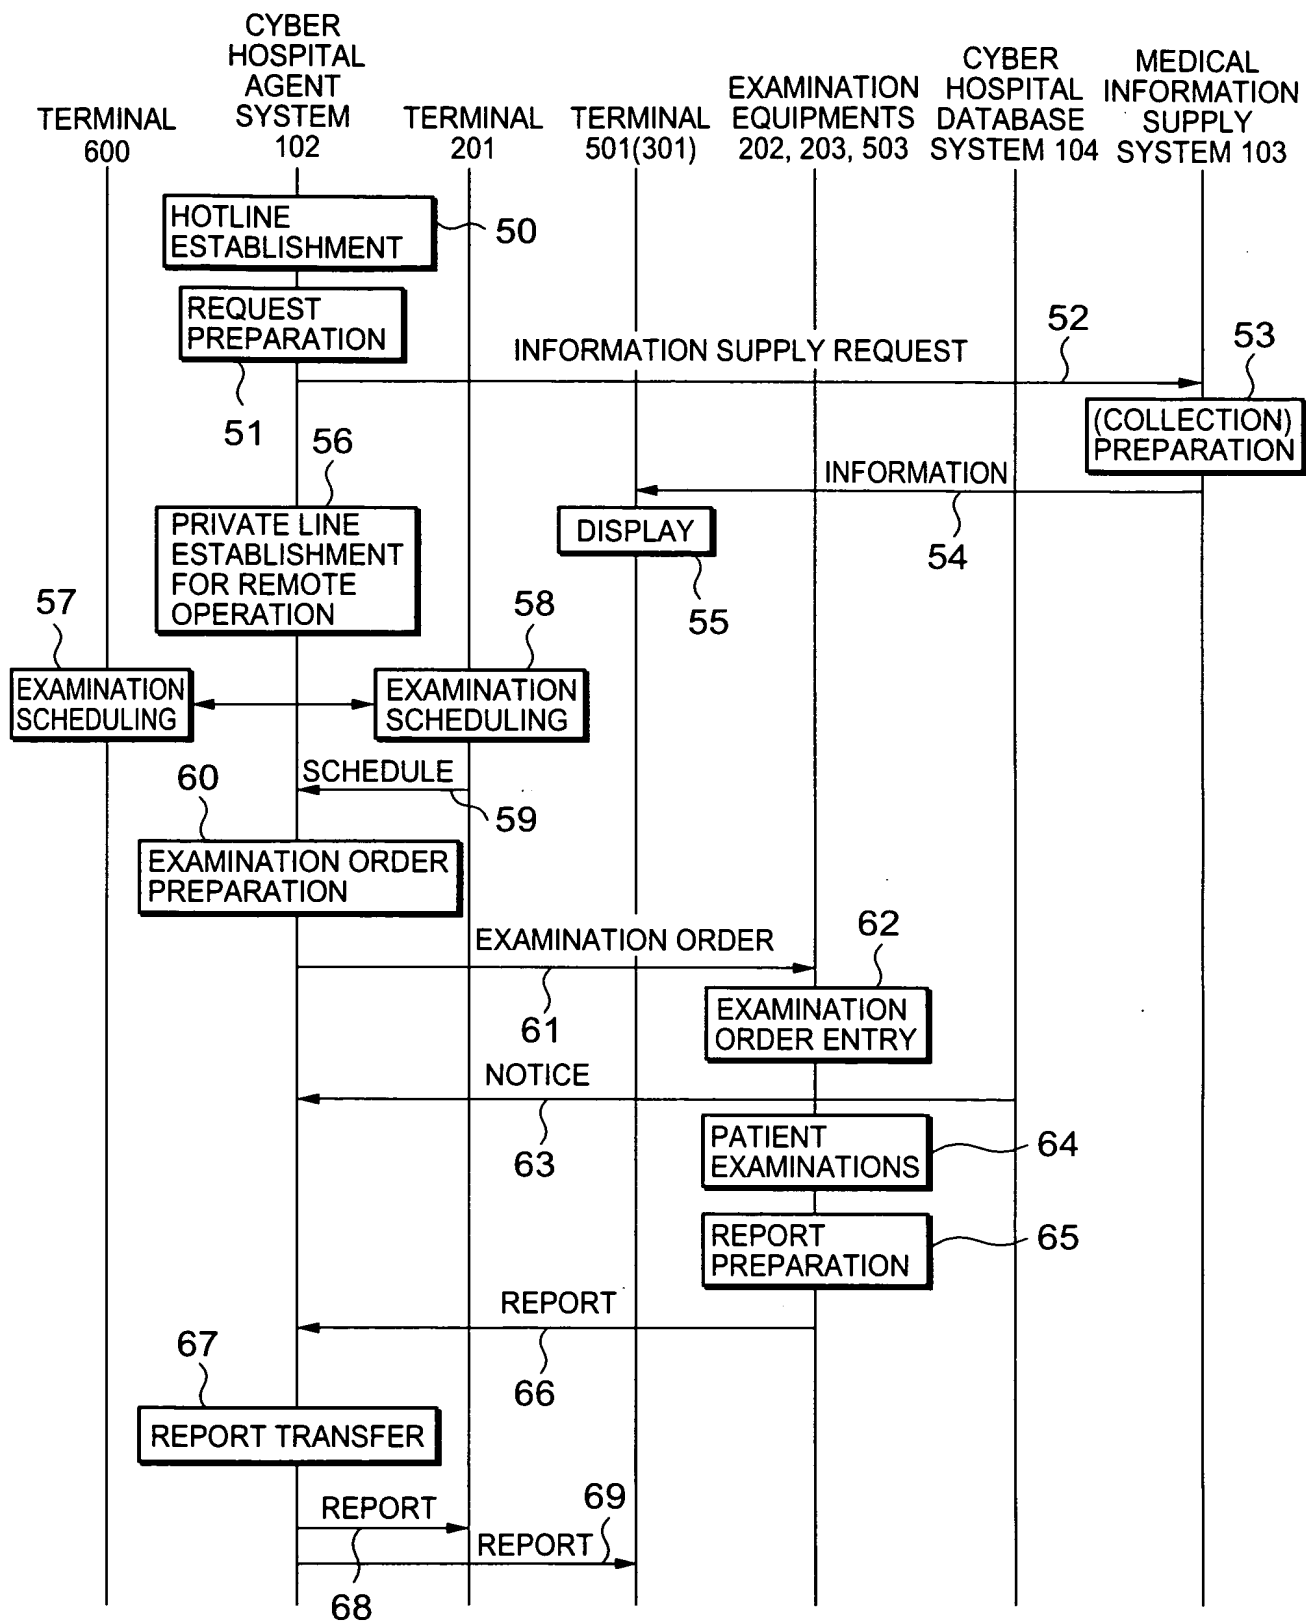 TERMINAL
600
CYBER
HOSPITAL
AGENT
SYSTEM
102
TERMINAL
201
TERMINAL
501(301)
EXAMINATION
EQUIPMENTS
202, 203, 503
CYBER
HOSPITAL
DATABASE
SYSTEM 104
MEDICAL
INFORMATION
SUPPLY
SYSTEM 103
HOTLINE
ESTABLISHMENT
50
REQUEST
PREPARATION
51
INFORMATION SUPPLY REQUEST
52
53
(COLLECTION)
PREPARATION
INFORMATION
54
56
PRIVATE LINE
ESTABLISHMENT
FOR REMOTE
OPERATION
DISPLAY
55
57
58
EXAMINATION
SCHEDULING
EXAMINATION
SCHEDULING
SCHEDULE
59
60
EXAMINATION ORDER
PREPARATION
EXAMINATION ORDER
61
62
EXAMINATION
ORDER ENTRY
NOTICE
63
PATIENT
EXAMINATIONS
64
REPORT
PREPARATION
65
REPORT
66
67
REPORT TRANSFER
REPORT
68
REPORT
69